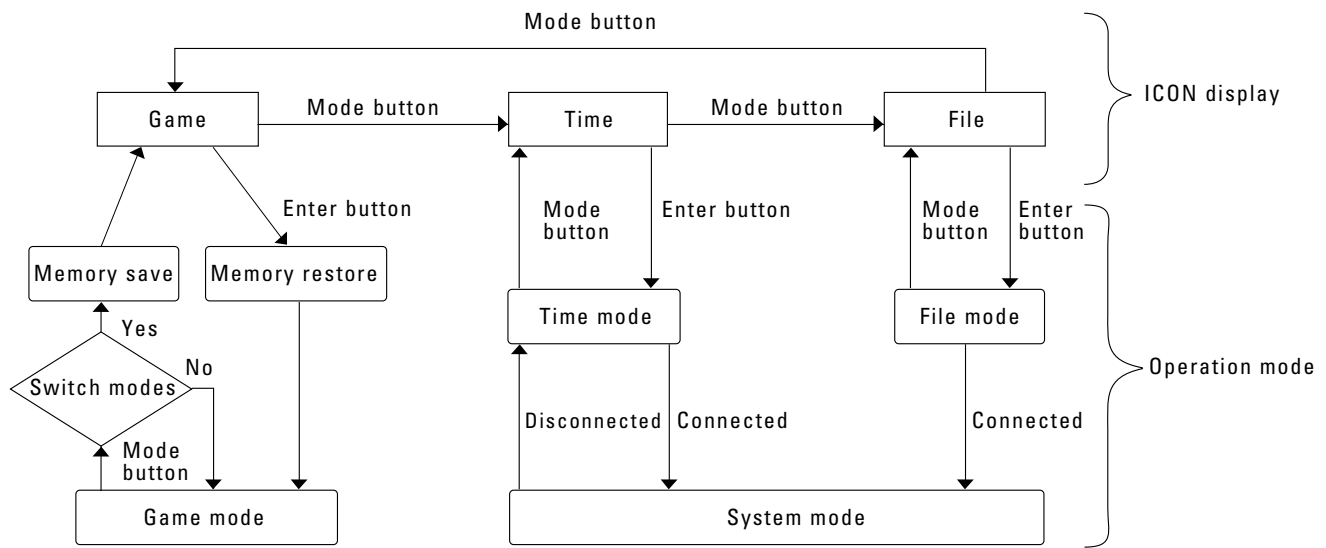 Mode button
ICON display
Game
Mode button
Time
Mode button
File
Enter button
Mode
button
Enter button
Mode
button
Enter
button
Memory save
Memory restore
Time mode
File mode
Yes
No
Switch modes
Operation mode
Disconnected
Connected
Connected
Mode
button
Game mode
System mode